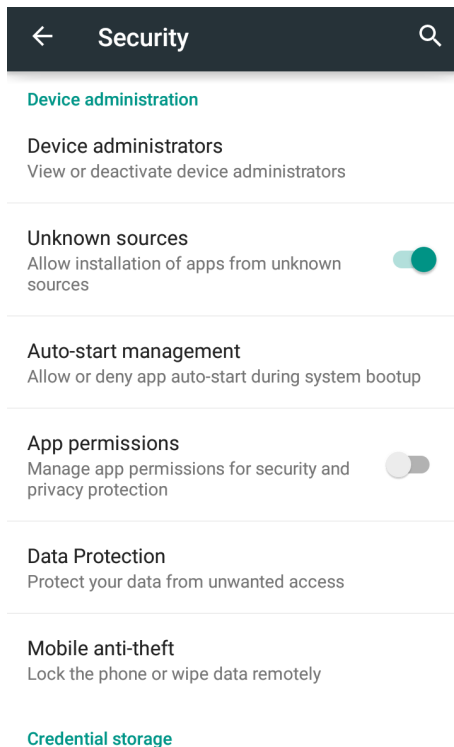 Security
Device administration
Device administrators
View or deactivate device administrators
Unknown sources
Allow installation of apps from unknown
sources
Auto-start management
Allow or deny app auto-start during system bootup
App permissions
Manage app permissions for security and
privacy protection
Data Protection
Protect your data from unwanted access
Mobile anti-theft
Lock the phone or wipe data remotely
Credential storage